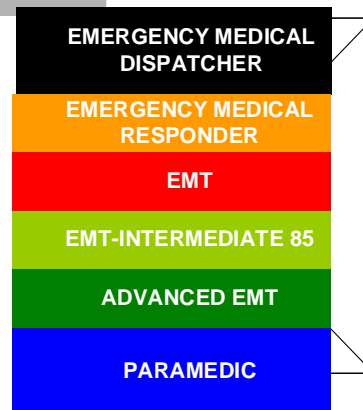 EMERGENCY MEDICAL
DISPATCHER
EMERGENCY MEDICAL
RESPONDER
EMT
EMT-INTERMEDIATE 85
ADVANCED EMT
PARAMEDIC